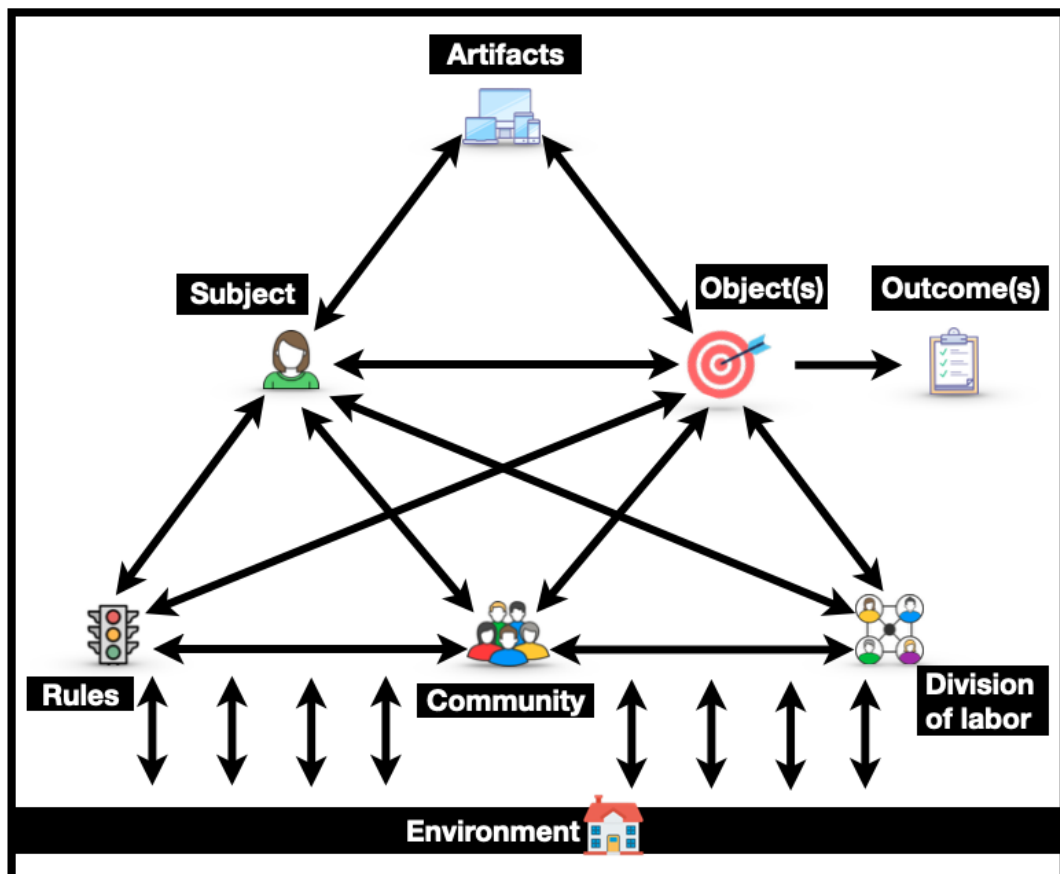 Artifacts
Subject
Object(s)
Outcome(s)
Rules
Community
Division
of labor
Environment